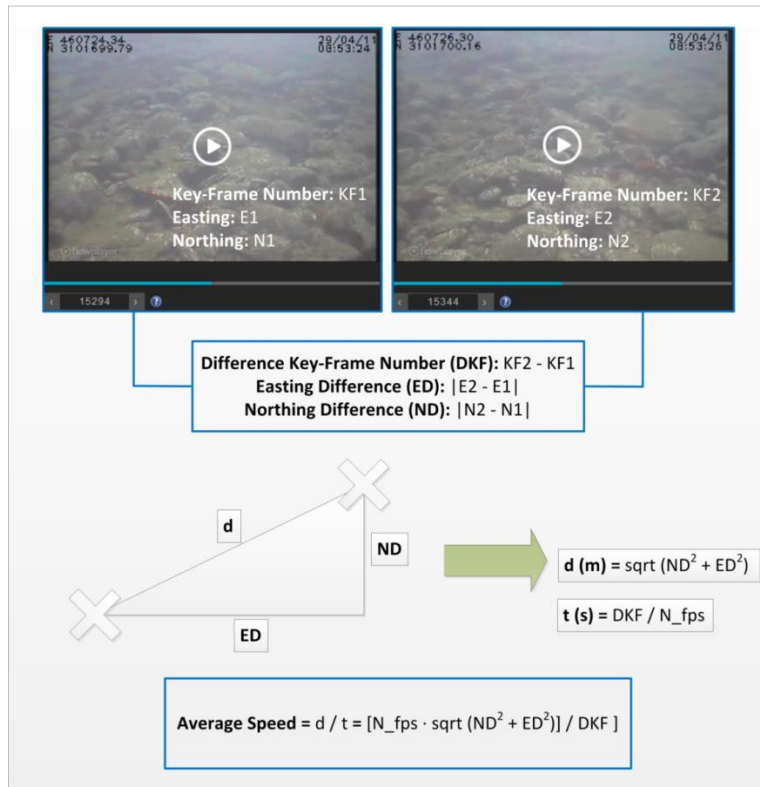 E 460724.34 29/04/11
N 3101699.79 08:53:24
Key-Frame Number: KF1
Easting: E1
Northing: N1
flowplayer
‹ 15294 › ?
E 460726.30 29/04/11
N 3101700.16 08:53:26
Key-Frame Number: KF2
Easting: E2
Northing: N2
flowplayer
‹ 15344 › ?
Difference Key-Frame Number (DKF): KF2 - KF1
Easting Difference (ED): |E2 - E1|
Northing Difference (ND): |N2 - N1|
d
ND
ED
d (m) = sqrt (ND² + ED²)
t (s) = DKF / N_fps
Average Speed = d / t = [N_fps · sqrt (ND² + ED²)] / DKF ]